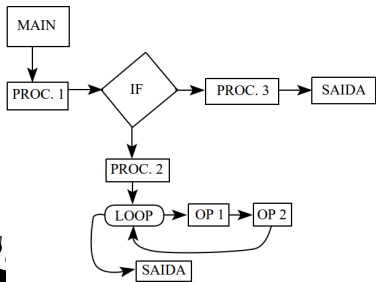 MAIN
PROC. 1
IF
PROC. 3
SAIDA
PROC. 2
LOOP
OP 1
OP 2
SAIDA